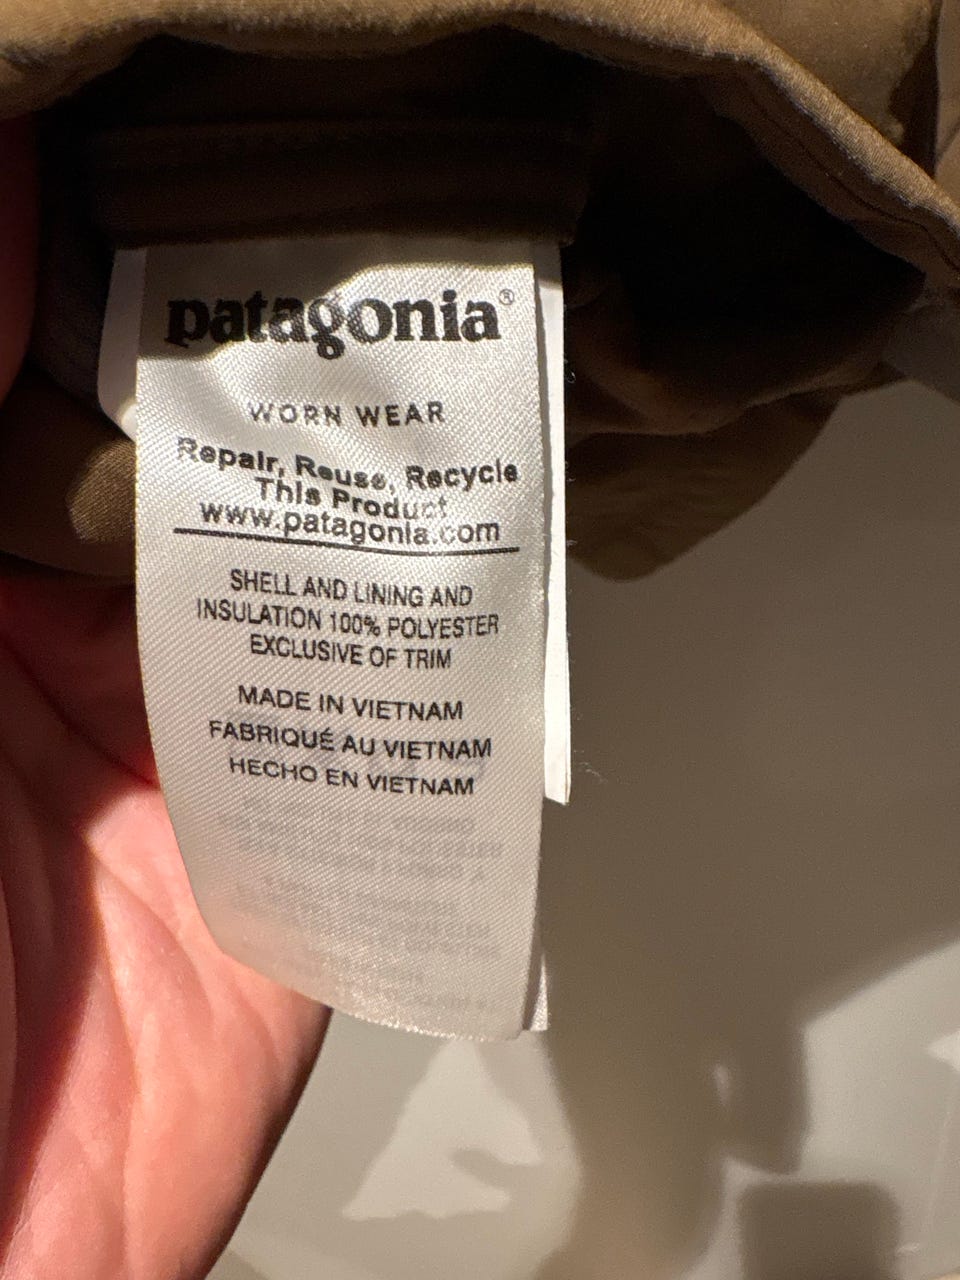 patagonia®
WORN WEAR
Repair, Reuse, Recycle
This Product
www.patagonia.com
SHELL AND LINING AND
INSULATION 100% POLYESTER
EXCLUSIVE OF TRIM
MADE IN VIETNAM
FABRIQUÉ AU VIETNAM
HECHO EN VIETNAM